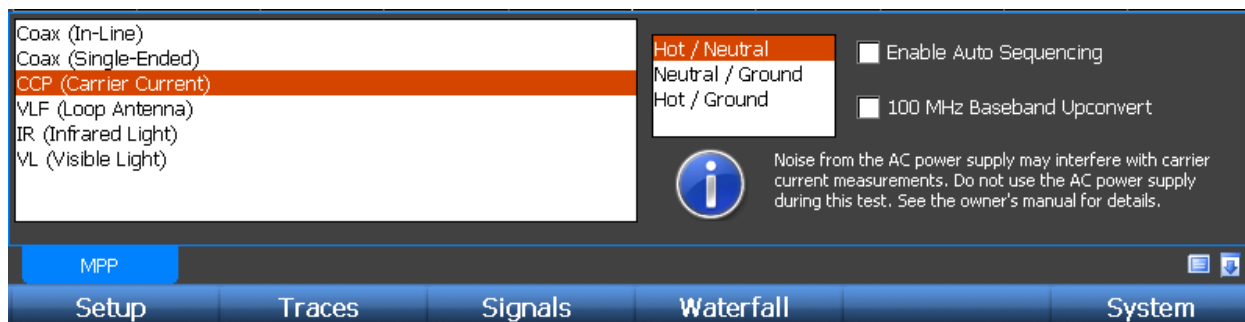 Coax (In-Line)
Coax (Single-Ended)
CCP (Carrier Current)
VLF (Loop Antenna)
IR (Infrared Light)
VL (Visible Light)
Hot / Neutral
Neutral / Ground
Hot / Ground
Enable Auto Sequencing
100 MHz Baseband Upconvert
Noise from the AC power supply may interfere with carrier
current measurements. Do not use the AC power supply
during this test. See the owner's manual for details.
MPP
Setup
Traces
Signals
Waterfall
System